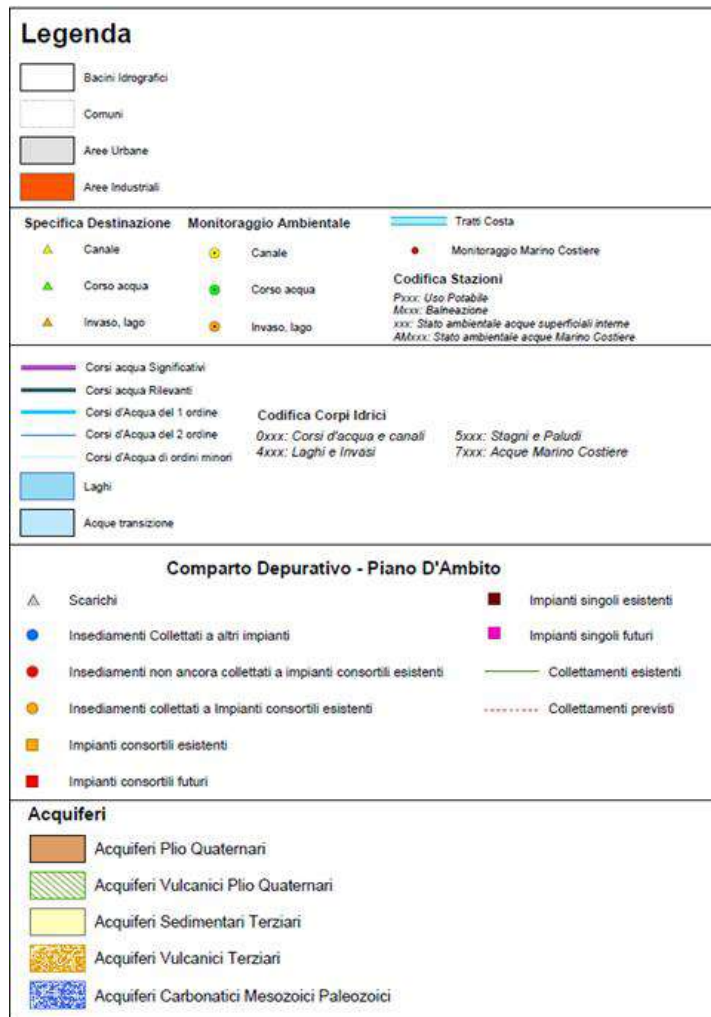 Legenda
Bacini Idrografici
Comuni
Aree Urbane
Aree Industriali
Specifica Destinazione
Canale
Corso acqua
Invaso, lago
Monitoraggio Ambientale
Canale
Corso acqua
Invaso, lago
Tratti Costa
Monitoraggio Marino Costiere
Codifica Stazioni
Pxxx: Uso Potabile
Mxxx: Balneazione
xxx: Stato ambientale acque superficiali interne
AMxxx: Stato ambientale acque Marino Costiere
Corsi acqua Significativi
Corsi acqua Rilevanti
Corsi d'Acqua del 1 ordine
Corsi d'Acqua del 2 ordine
Corsi d'Acqua di ordini minori
Laghi
Acque transizione
Codifica Corpi Idrici
0xxx: Corsi d'acqua e canali
4xxx: Laghi e Invasi
5xxx: Stagni e Paludi
7xxx: Acque Marino Costiere
Comparto Depurativo - Piano D'Ambito
Scarichi
Insediamenti Collettati a altri impianti
Insediamenti non ancora collettati a impianti consortili esistenti
Insediamenti collettati a Impianti consortili esistenti
Impianti consortili esistenti
Impianti consortili futuri
Impianti singoli esistenti
Impianti singoli futuri
Collettamenti esistenti
Collettamenti previsti
Acquiferi
Acquiferi Plio Quaternari
Acquiferi Vulcanici Plio Quaternari
Acquiferi Sedimentari Terziari
Acquiferi Vulcanici Terziari
Acquiferi Carbonatici Mesozoici Paleozoici